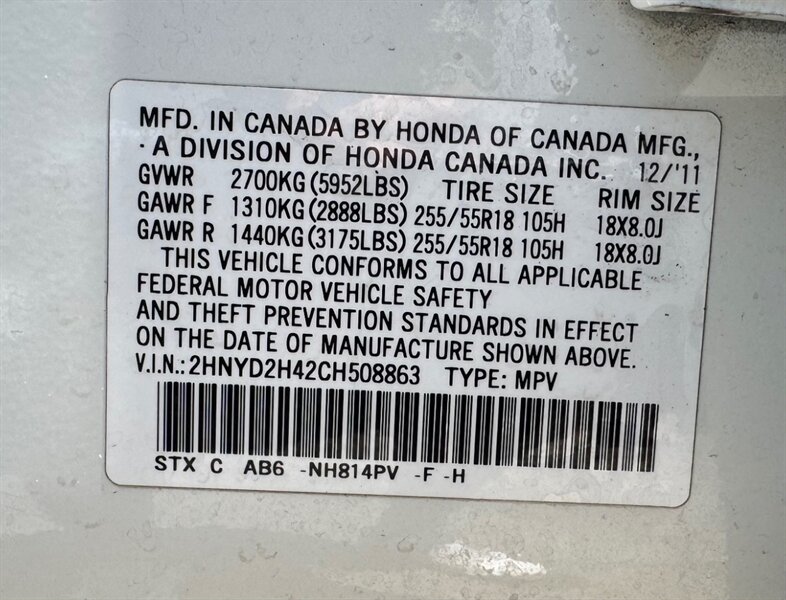 MFD. IN CANADA BY HONDA OF CANADA MFG.,
· A DIVISION OF HONDA CANADA INC. 12/'11
GVWR 2700KG(5952LBS) TIRE SIZE RIM SIZE
GAWR F 1310KG(2888LBS) 255/55R18 105H 18X8.0J
GAWR R 1440KG(3175LBS) 255/55R18 105H 18X8.0J
THIS VEHICLE CONFORMS TO ALL APPLICABLE
FEDERAL MOTOR VEHICLE SAFETY
AND THEFT PREVENTION STANDARDS IN EFFECT
ON THE DATE OF MANUFACTURE SHOWN ABOVE.
V.I.N.:2HNYD2H42CH508863 TYPE: MPV
STX C AB6 -NH814PV -F -H